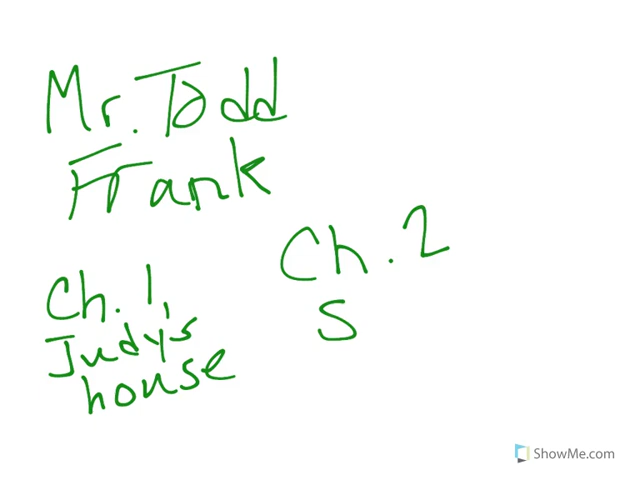 Mr. Todd
Frank
Ch. 1,
Judy's
house
Ch. 2
S
ShowMe.com